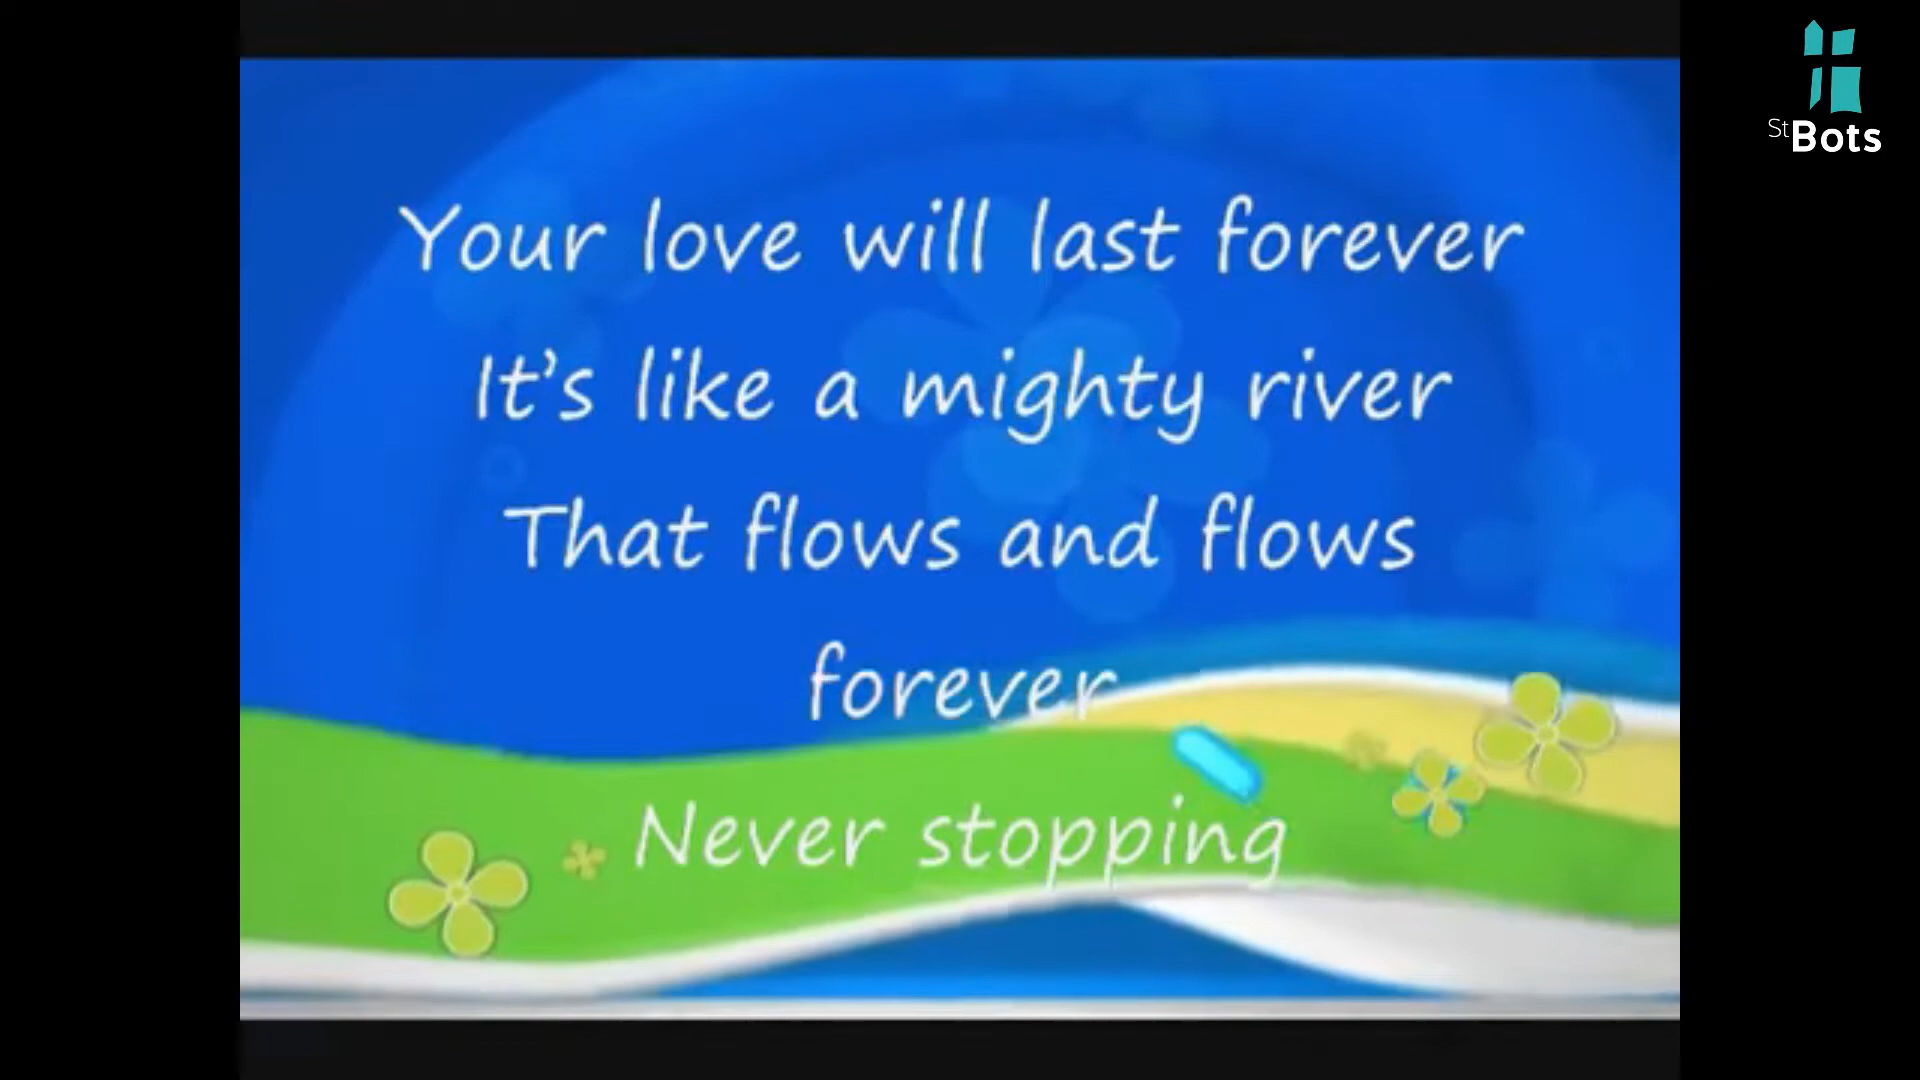 St Bots
Your love will last forever
It's like a mighty river
That flows and flows
forever
Never stopping